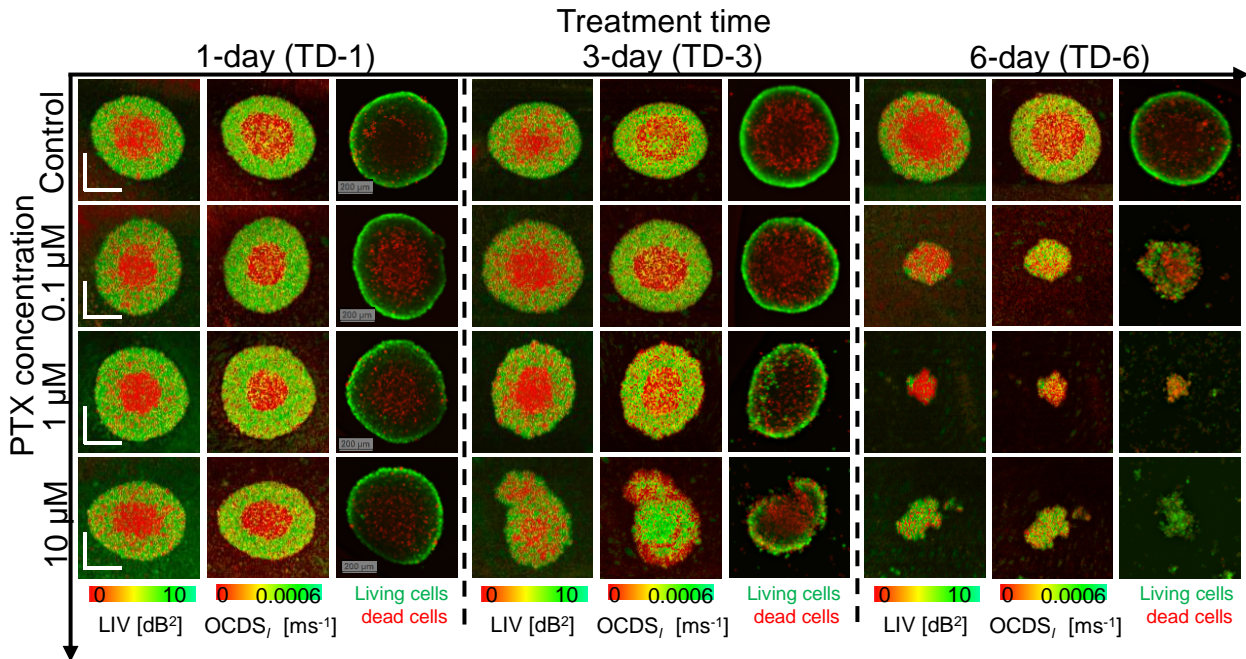 Treatment time
1-day (TD-1)
3-day (TD-3)
6-day (TD-6)
PTX concentration
Control
200 µm
0.1 µM
200 µm
1 µM
200 µm
10 µM
200 µm
0 10
LIV [dB²]
0 0.0006
OCDSₗ [ms⁻¹]
Living cells
dead cells
0 10
LIV [dB²]
0 0.0006
OCDSₗ [ms⁻¹]
Living cells
dead cells
0 10
LIV [dB²]
0 0.0006
OCDSₗ [ms⁻¹]
Living cells
dead cells